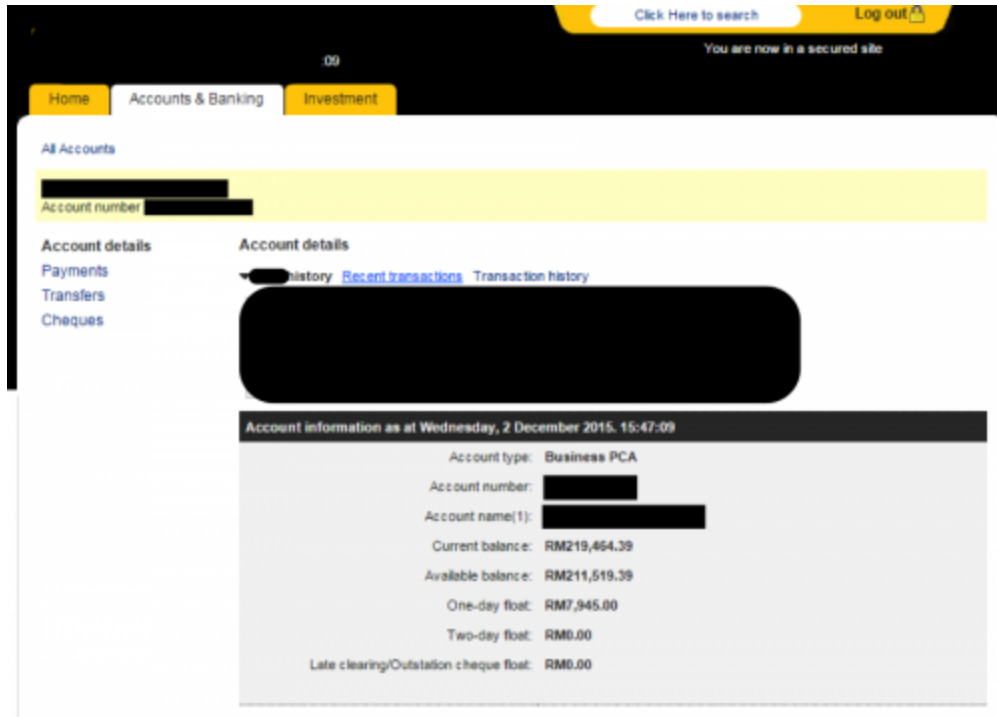 Click Here to search
Log out
You are now in a secured site
:09
Home Accounts & Banking Investment
All Accounts
Account number
Account details
Payments
Transfers
Cheques
Account details
history Recent transactions Transaction history
Account information as at Wednesday, 2 December 2015. 15:47:09
Account type: Business PCA
Account number:
Account name(1):
Current balance: RM219,464.39
Available balance: RM211,519.39
One-day float: RM7,945.00
Two-day float: RM0.00
Late clearing/Outstation cheque float: RM0.00